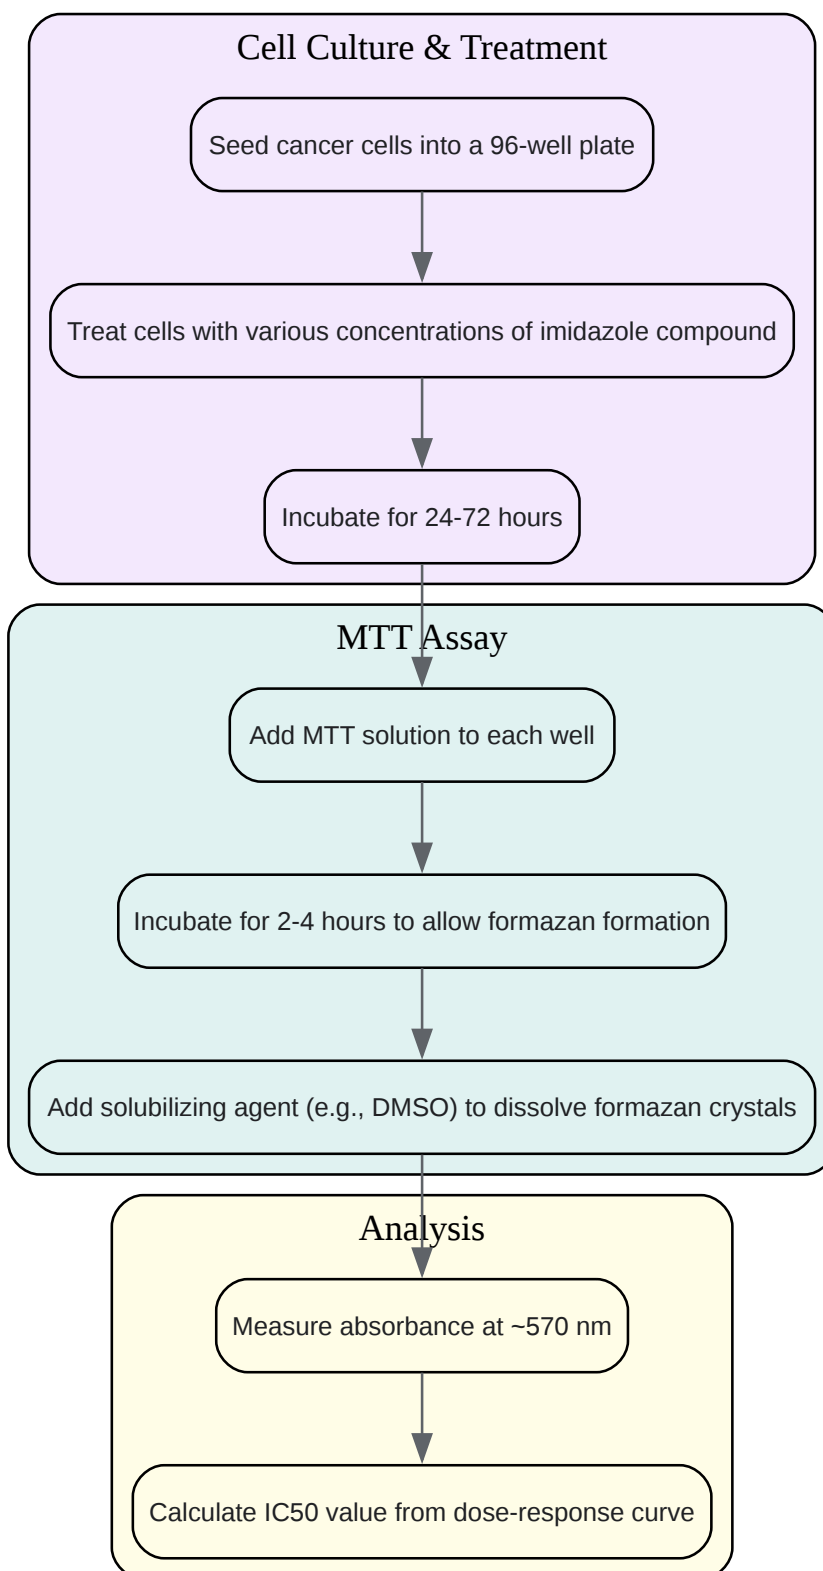 Cell Culture & Treatment
Seed cancer cells into a 96-well plate
Treat cells with various concentrations of imidazole compound
Incubate for 24-72 hours
MTT Assay
Add MTT solution to each well
Incubate for 2-4 hours to allow formazan formation
Add solubilizing agent (e.g., DMSO) to dissolve formazan crystals
Analysis
Measure absorbance at ~570 nm
Calculate IC50 value from dose-response curve